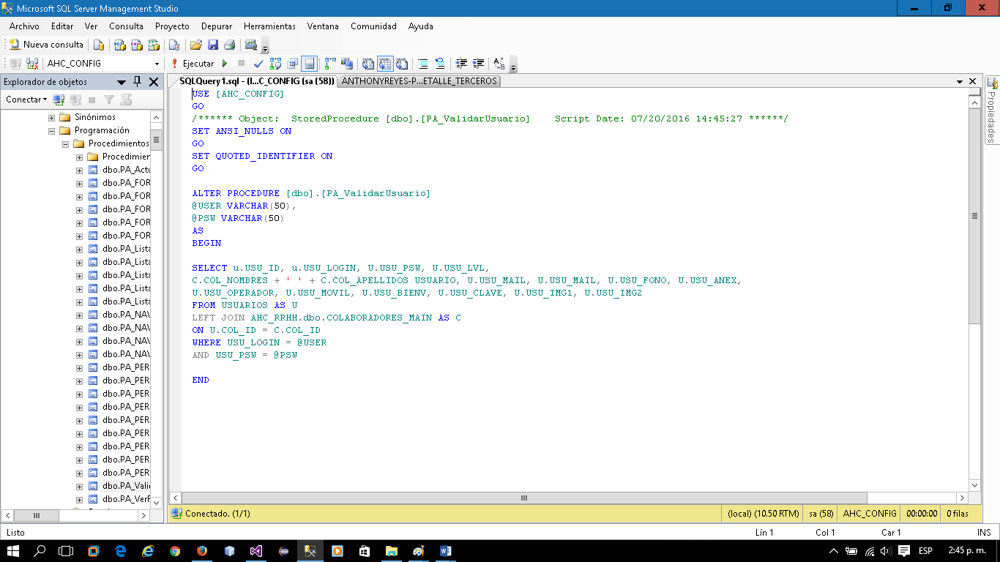 Microsoft SQL Server Management Studio
Archivo Editar Ver Consulta Proyecto Depurar Herramientas Ventana Comunidad Ayuda
Nueva consulta
AHC_CONFIG
Ejecutar
Explorador de objetos
SQLQuery1.sql - (l...C_CONFIG (sa (58))
ANTHONYREYES-P...ETALLE_TERCEROS
Conectar
Sinónimos
Programación
Procedimientos
Procedimier
dbo.PA_Actu
dbo.PA_FOR
dbo.PA_FOR
dbo.PA_FOR
dbo.PA_FOR
dbo.PA_FOR
dbo.PA_Lista
dbo.PA_Lista
dbo.PA_Lista
dbo.PA_Lista
dbo.PA_Lista
dbo.PA_NAV
dbo.PA_NAV
dbo.PA_NAV
dbo.PA_NAV
dbo.PA_PER
dbo.PA_PER
dbo.PA_PER
dbo.PA_PER
dbo.PA_PER
dbo.PA_PER
dbo.PA_PER
dbo.PA_PER
dbo.PA_PER
dbo.PA_Valid
dbo.PA_VerF
USE [AHC_CONFIG]
GO
/****** Object:  StoredProcedure [dbo].[PA_ValidarUsuario]    Script Date: 07/20/2016 14:45:27 ******/
SET ANSI_NULLS ON
GO
SET QUOTED_IDENTIFIER ON
GO
ALTER PROCEDURE [dbo].[PA_ValidarUsuario]
@USER VARCHAR(50),
@PSW VARCHAR(50)
AS
BEGIN
SELECT u.USU_ID, u.USU_LOGIN, U.USU_PSW, U.USU_LVL,
C.COL_NOMBRES + ' ' + C.COL_APELLIDOS USUARIO, U.USU_MAIL, U.USU_MAIL, U.USU_FONO, U.USU_ANEX,
U.USU_OPERADOR, U.USU_MOVIL, U.USU_BIENV, U.USU_CLAVE, U.USU_IMG1, U.USU_IMG2
FROM USUARIOS AS U
LEFT JOIN AHC_RRHH.dbo.COLABORADORES_MAIN AS C
ON U.COL_ID = C.COL_ID
WHERE USU_LOGIN = @USER
AND USU_PSW = @PSW
END
Propiedades
Conectado. (1/1)
(local) (10.50 RTM) sa (58) AHC_CONFIG 00:00:00 0 filas
Listo
Lín 1 Col 1 Car 1 INS
ESP 2:45 p. m.